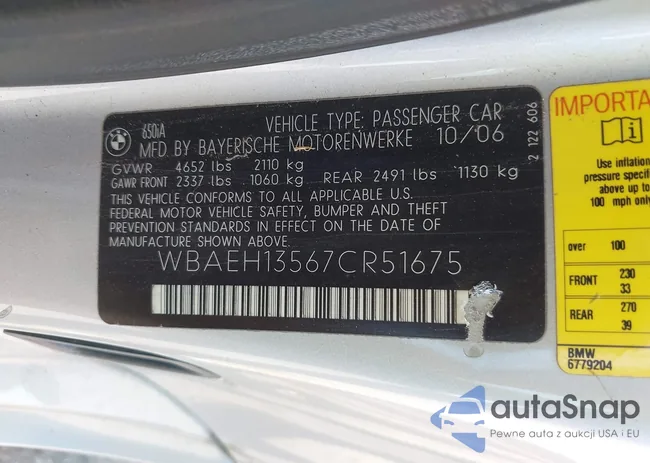 BMW
650iA
VEHICLE TYPE: PASSENGER CAR
MFD. BY BAYERISCHE MOTORENWERKE 10/06
GVWR 4652 lbs 2110 kg
GAWR FRONT 2337 lbs 1060 kg REAR 2491 lbs 1130 kg
THIS VEHICLE CONFORMS TO ALL APPLICABLE U.S.
FEDERAL MOTOR VEHICLE SAFETY, BUMPER AND THEFT
PREVENTION STANDARDS IN EFFECT ON THE DATE OF
MANUFACTURE SHOWN ABOVE.
WBAEH13567CR51675
2 122 606
IMPORTA
Use inflation
pressure specif
above up to
100 mph only
over 100
FRONT 230
33
REAR 270
39
BMW
6779204
autaSnap
Pewne auta z aukcji USA i EU